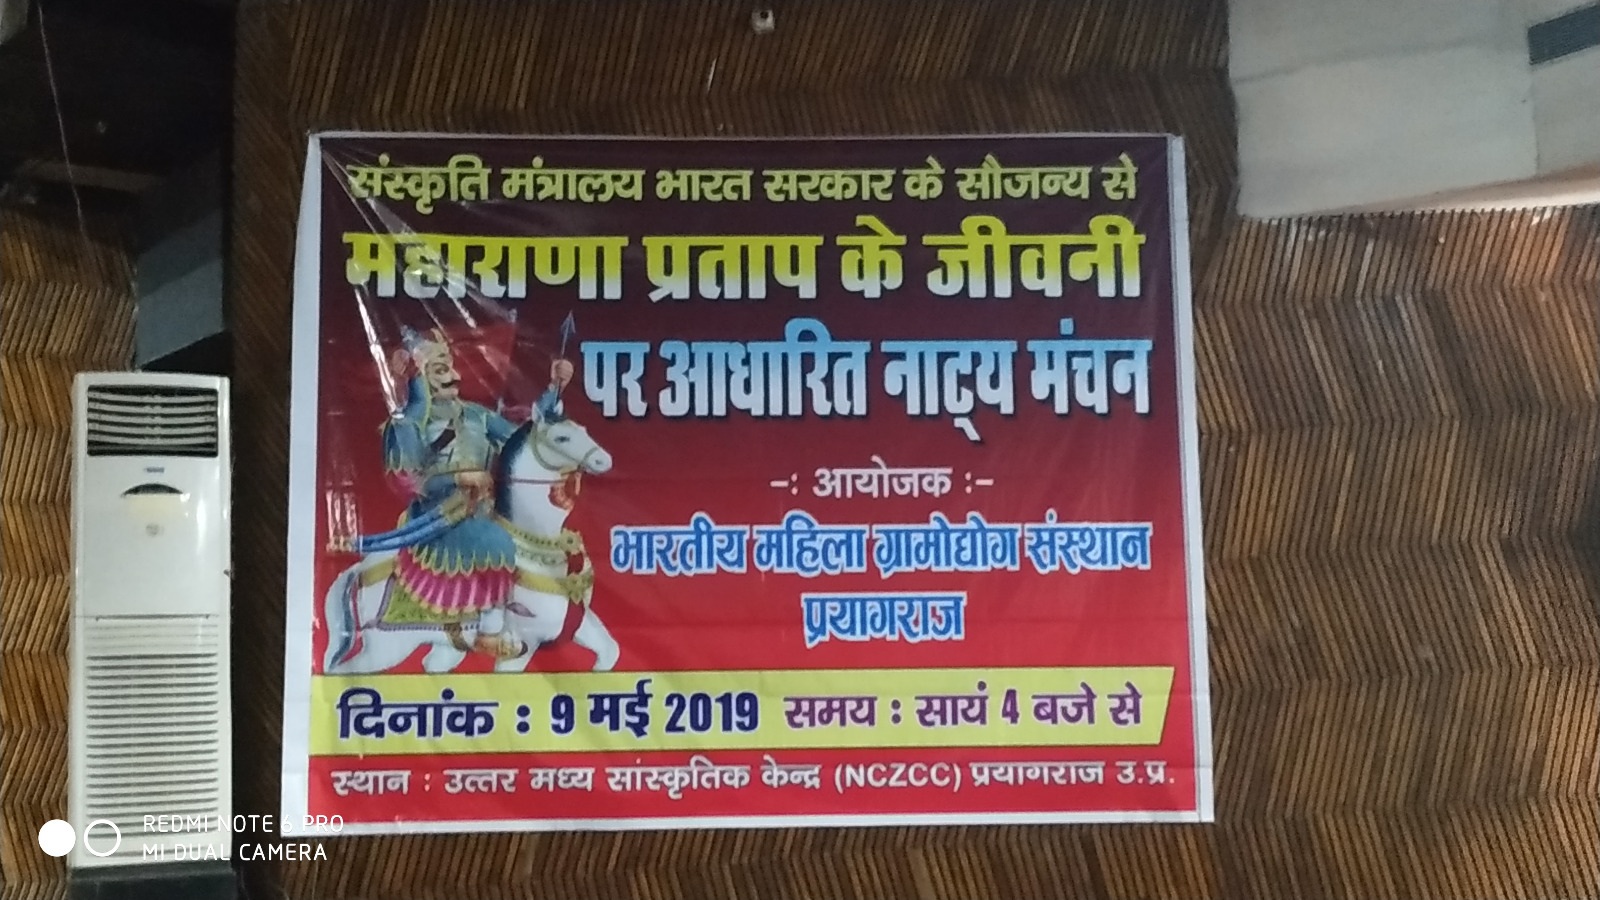 संस्कृति मंत्रालय भारत सरकार के सौजन्य से
महाराणा प्रताप के जीवनी
पर आधारित नाट्य मंचन
-: आयोजक :-
भारतीय महिला ग्रामोद्योग संस्थान
प्रयागराज
दिनांक : 9 मई 2019 समय : सायं 4 बजे से
स्थान : उत्तर मध्य सांस्कृतिक केन्द्र (NCZCC) प्रयागराज उ.प्र.
REDMI NOTE 6 PRO
MI DUAL CAMERA